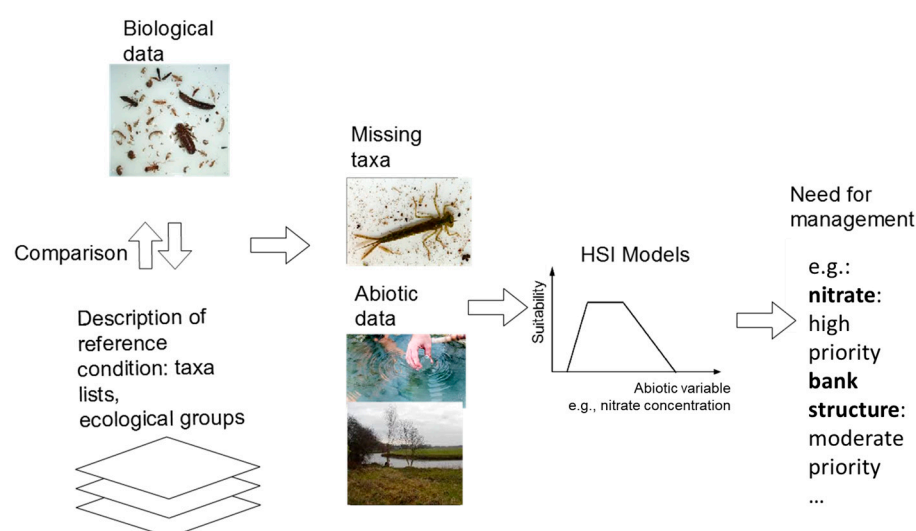 Biological
data
Comparison
Description of
reference
condition: taxa
lists,
ecological groups
Missing
taxa
Abiotic
data
HSI Models
Suitability
Abiotic variable
e.g., nitrate concentration
Need for
management
e.g.:
nitrate:
high
priority
bank
structure:
moderate
priority
...